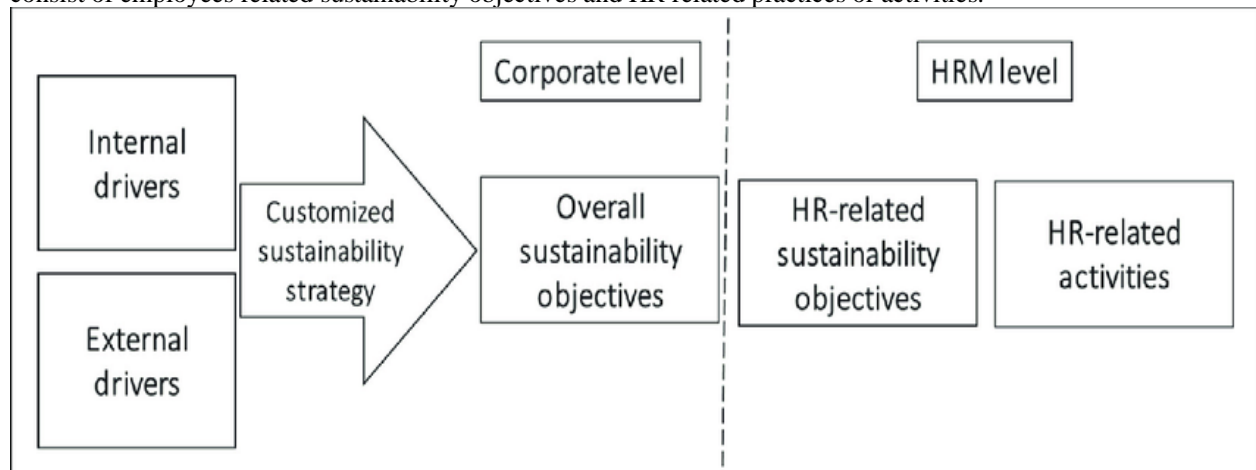 consist of employees related sustainability objectives and HR related practices or activities.
Corporate level
HRM level
Internal
drivers
External
drivers
Customized
sustainability
strategy
Overall
sustainability
objectives
HR-related
sustainability
objectives
HR-related
activities